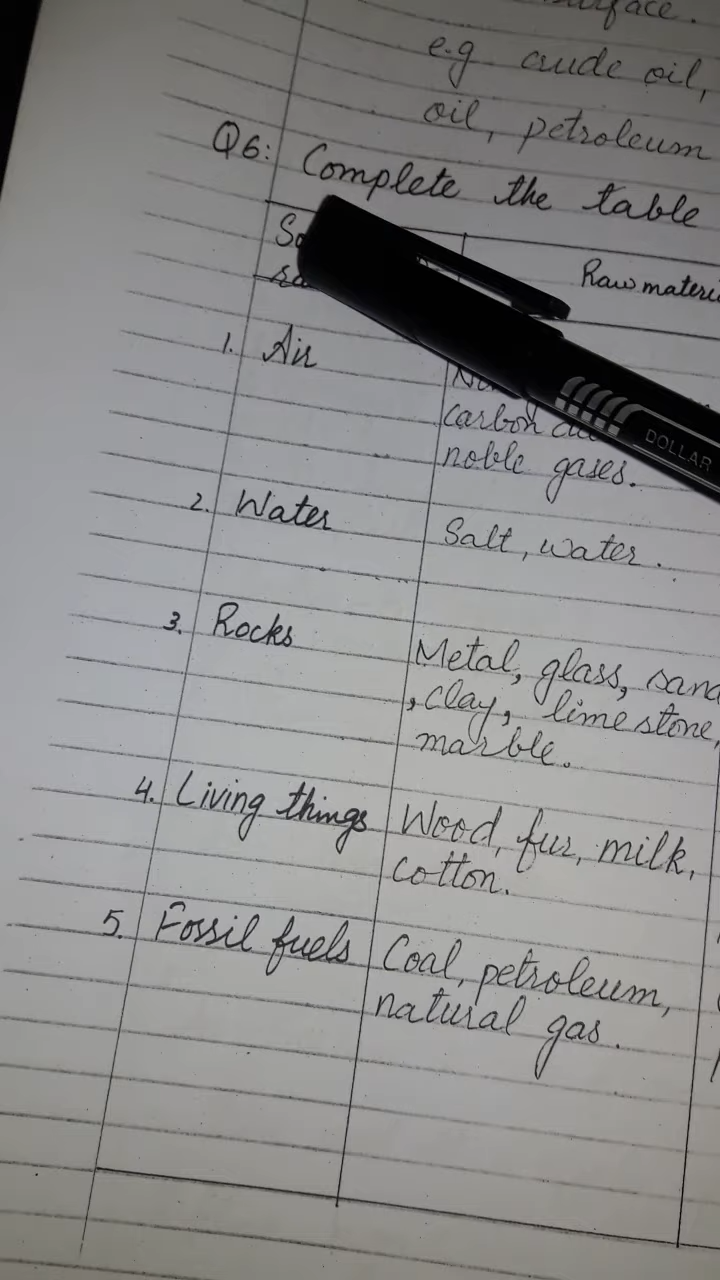 e.g crude oil,
oil, petroleum
Q6: Complete the table
Raw materi
1. Air
carbon
noble gases.
DOLLAR
2. Water Salt, water.
3. Rocks Metal, glass, sand
, clay, limestone,
marble.
4. Living things Wood, fur, milk,
cotton.
5. Fossil fuels Coal, petroleum,
natural gas.